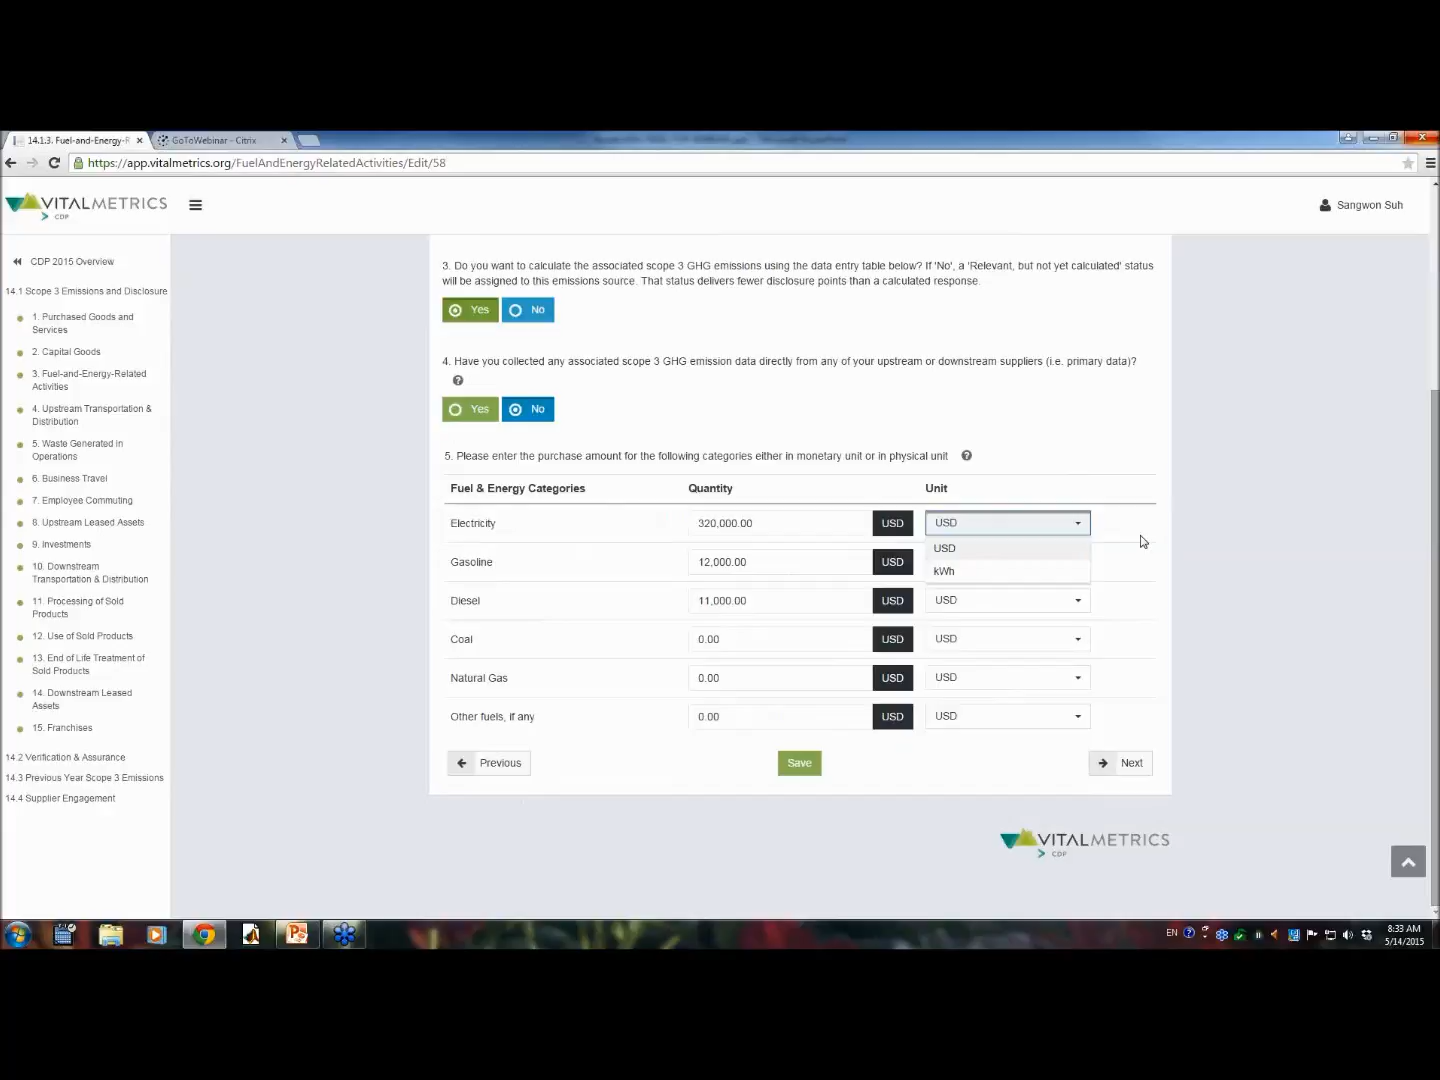 14.1.3. Fuel-and-Energy-R
GoToWebinar - Citrix
https://app.vitalmetrics.org/FuelAndEnergyRelatedActivities/Edit/58
VITALMETRICS
CDP
Sangwon Suh
CDP 2015 Overview
14.1 Scope 3 Emissions and Disclosure
1. Purchased Goods and
Services
2. Capital Goods
3. Fuel-and-Energy-Related
Activities
4. Upstream Transportation &
Distribution
5. Waste Generated in
Operations
6. Business Travel
7. Employee Commuting
8. Upstream Leased Assets
9. Investments
10. Downstream
Transportation & Distribution
11. Processing of Sold
Products
12. Use of Sold Products
13. End of Life Treatment of
Sold Products
14. Downstream Leased
Assets
15. Franchises
14.2 Verification & Assurance
14.3 Previous Year Scope 3 Emissions
14.4 Supplier Engagement
3. Do you want to calculate the associated scope 3 GHG emissions using the data entry table below? If 'No', a 'Relevant, but not yet calculated' status
will be assigned to this emissions source. That status delivers fewer disclosure points than a calculated response.
Yes No
4. Have you collected any associated scope 3 GHG emission data directly from any of your upstream or downstream suppliers (i.e. primary data)?
?
Yes No
5. Please enter the purchase amount for the following categories either in monetary unit or in physical unit ?
Fuel & Energy Categories Quantity Unit
Electricity 320,000.00 USD USD
USD
Gasoline 12,000.00 USD
kWh
Diesel 11,000.00 USD USD
Coal 0.00 USD USD
Natural Gas 0.00 USD USD
Other fuels, if any 0.00 USD USD
Previous Save Next
VITALMETRICS
CDP
EN
8:33 AM
5/14/2015